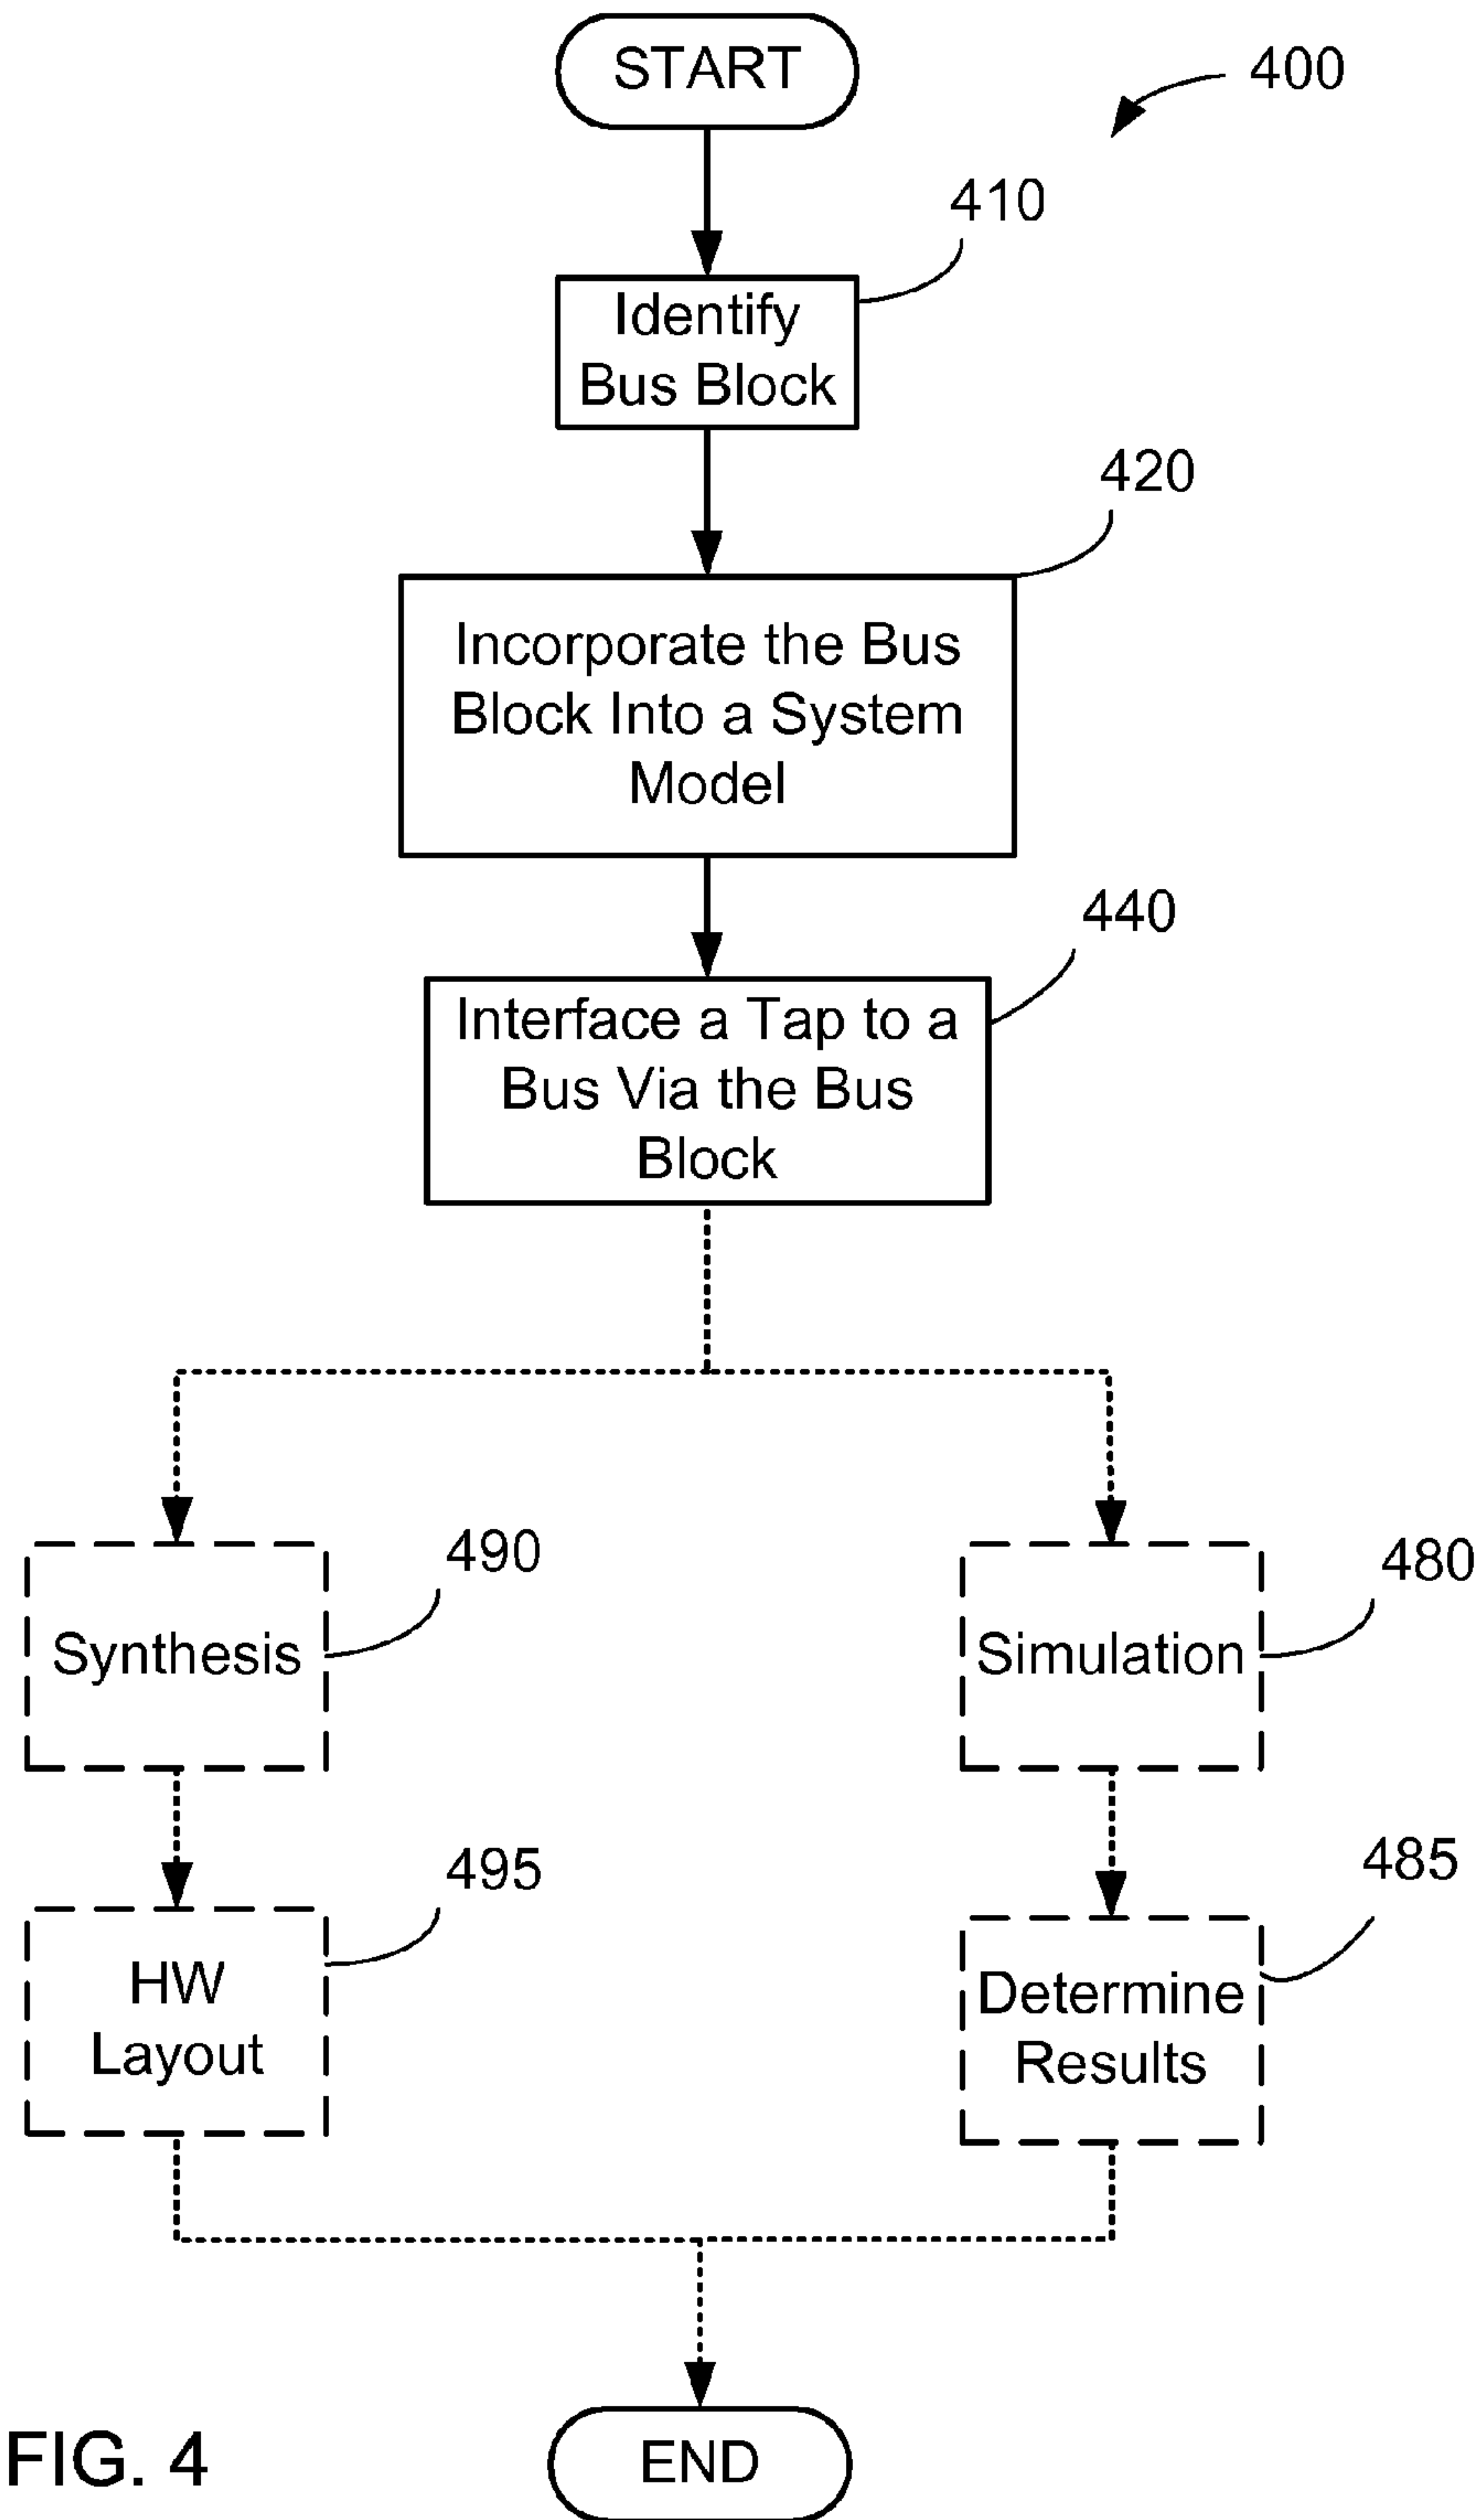 START
400
410
Identify
Bus Block
420
Incorporate the Bus
Block Into a System
Model
440
Interface a Tap to a
Bus Via the Bus
Block
490
480
Synthesis
Simulation
495
485
HW
Layout
Determine
Results
FIG. 4
END